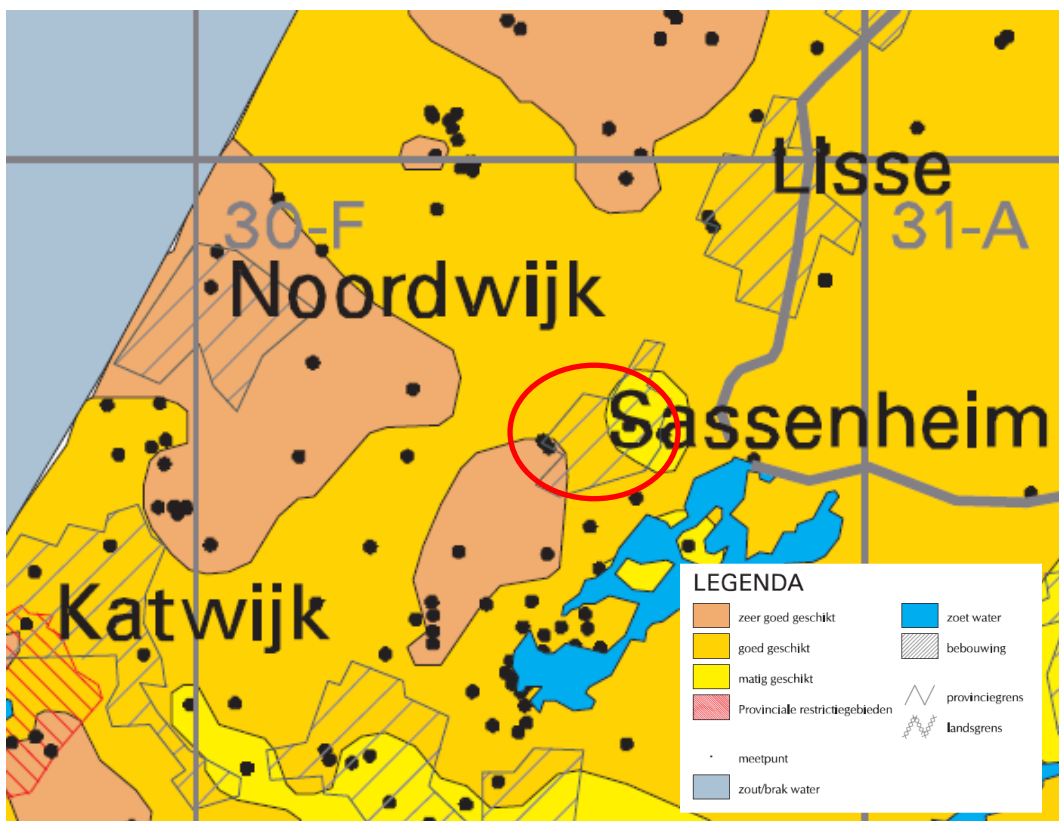 Lisse
30-F
31-A
Noordwijk
Sassenheim
Katwijk
LEGENDA
zeer goed geschikt
goed geschikt
matig geschikt
Provinciale restrictiegebieden
meetpunt
zout/brak water
zoet water
bebouwing
provinciegrens
landsgrens